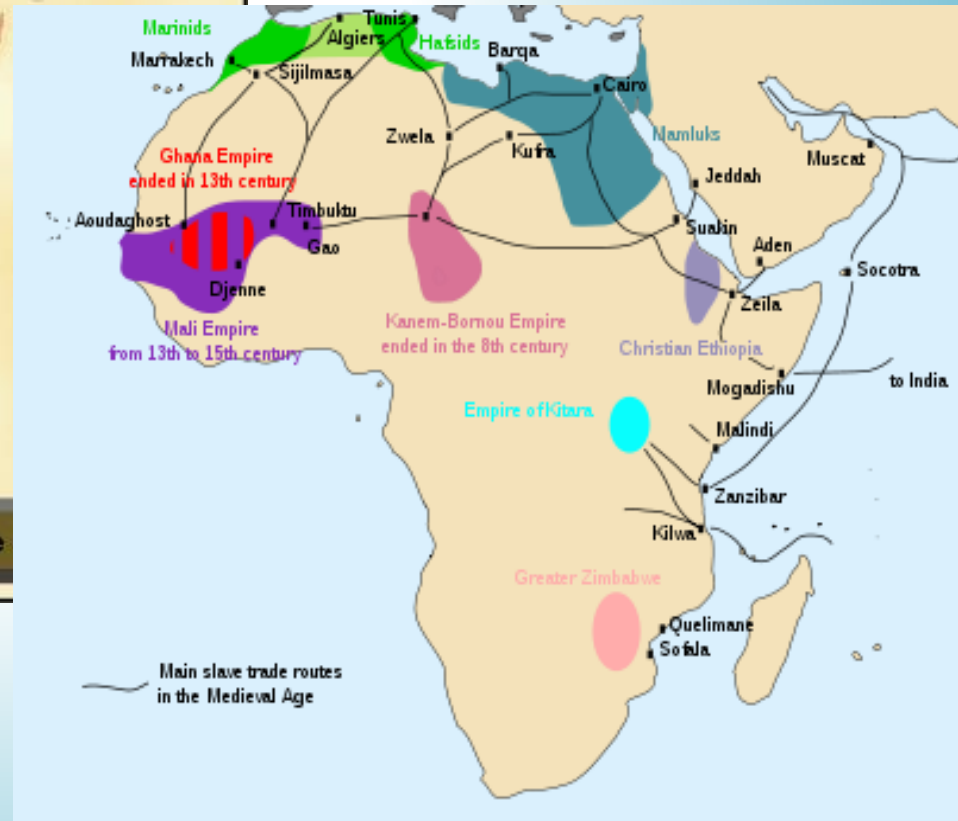 Marinids
Tunis
Algiers
Hafsids
Barqa
Marrakech
Sijilmasa
Cairo
Zwela
Kufra
Mamluks
Muscat
Ghana Empire
ended in 13th century
Jeddah
Aoudaghost
Timbuktu
Gao
Suakin
Aden
Socotra
Djenne
Zeila
Mali Empire
from 13th to 15th century
Kanem-Bornou Empire
ended in the 8th century
Christian Ethiopia
Mogadishu
to India
Empire of Kitara
Malindi
Zanzibar
Kilwa
Greater Zimbabwe
Quelimane
Sofala
Main slave trade routes
in the Medieval Age